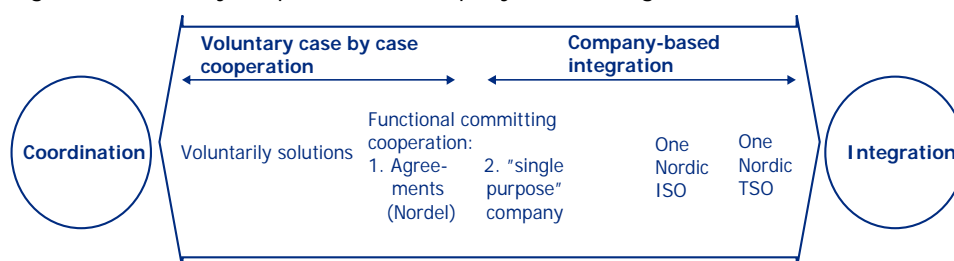 Voluntary case by case
cooperation
Company-based
integration
Coordination
Voluntarily solutions
Functional committing
cooperation:
1. Agree-
ments
(Nordel)
2. "single
purpose"
company
One
Nordic
ISO
One
Nordic
TSO
Integration